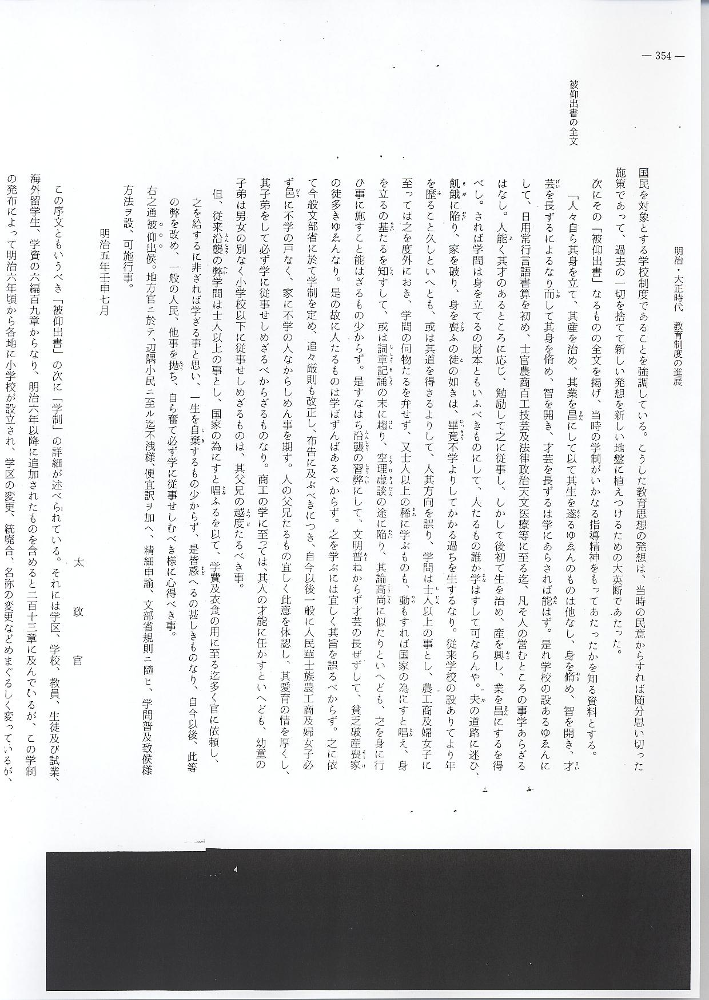 ― 354 ―
明治・大正時代　教育制度の進展
国民を対象とする学校制度であることを強調している。こうした教育思想の発想は、当時の民意からすれば随分思い切った
施策であって、過去の一切を捨てて新しい発想を新しい地盤に植えつけるための大英断であたった。
被仰出書の全文
次にその「被仰出書」なるものの全文を掲げ、当時の学制がいかなる指導精神をもってあたったかを知る資料とする。
「人々自ら其身を立て、其産を治め、其業を昌にして以て其生を遂るゆゑんのものは他なし、身を脩め、智を開き、才
芸を長ずるによるなり而して其身を脩め、智を開き、才芸を長ずるは学にあらされば能はず。是れ学校の設あるゆゑんに
して、日用常行言語書算を初め、士官農商百工技芸及法律政治天文医療等に至る迄、凡そ人の営むところの事学あらざる
はなし。人能く其才のあるところに応じ、勉励して之に従事し、しかして後初て生を治め、産を興し、業を昌にするを得
べし。されば学問は身を立てるの財本ともいふべきものにして、人たるもの誰か学はすして可ならんや。夫の道路に迷ひ、
飢餓に陥り、家を破り、身を喪ふの徒の如きは、畢竟不学よりしてかかる過ちを生するなり。従来学校の設ありてより年
を歴ること久しといへとも、或は其道を得さるよりして、人其方向を誤り、学問は士人以上の事とし、農工商及婦女子に
至っては之を度外におき、学問の何物たるを弁せず、又士人以上の稀に学ぶものも、動もすれば国家の為にすと唱え、身
を立るの基たるを知すして、或は詞章記誦の末に趨り、空理虚談の途に陥り、其論高尚に似たりといへども、之を身に行
ひ事に施すこと能はざるもの少からず。是すなはち沿襲の習弊にして、文明普ねからず才芸の長ぜずして、貧乏破産喪家
の徒多きゆゑんなり。是の故に人たるものは学ばずんばあるべからず。之を学ぶには宜しく其旨を誤るべからず。之に依
て今般文部省に於て学制を定め、追々厳則も改正し、布告に及ぶべきにつき、自今以後一般に人民華士族農工商及婦女子必
ず邑に不学の戸なく、家に不学の人なからしめん事を期す。人の父兄たるもの宜しく此意を体認し、其愛育の情を厚くし、
其子弟をして必ず学に従事せしめざるべからざるものなり。商工の学に至っては、其人の才能に任かすといへども、幼童の
子弟は男女の別なく小学校以下に従事せしめざるものは、其父兄の越度たるべき事。
但、従来沿襲の弊学問は士人以上の事とし、国家の為にすと唱ふるを以て、学費及衣食の用に至る迄多く官に依頼し、
之を給するに非ざれば学ざる事と思い、一生を自棄するもの少からず、是皆惑へるの甚しきものなり、自今以後、此等
の弊を改め、一般の人民、他事を拋ち、自ら奮て必ず学に従事せしむべき様に心得べき事。
右之通被仰出候。地方官ニ於テ、辺隅小民ニ至ル迄不洩様、便宜訳ヲ加ヘ、精細申諭、文部省規則ニ隨ヒ、学問普及致候様
方法ヲ設、可施行事。
明治五年壬申七月
太政官
この序文ともいうべき「被仰出書」の次に「学制」の詳細が述べられている。それには学区、学校、教員、生徒及び試業、
海外留学生、学資の六編百九章からなり、明治六年以降に追加されたものを含めると二百十三章に及んでいるが、この学制
の発布によって明治六年頃から各地に小学校が設立され、学区の変更、統廃合、名称の変更などめまぐるしく変っているが、